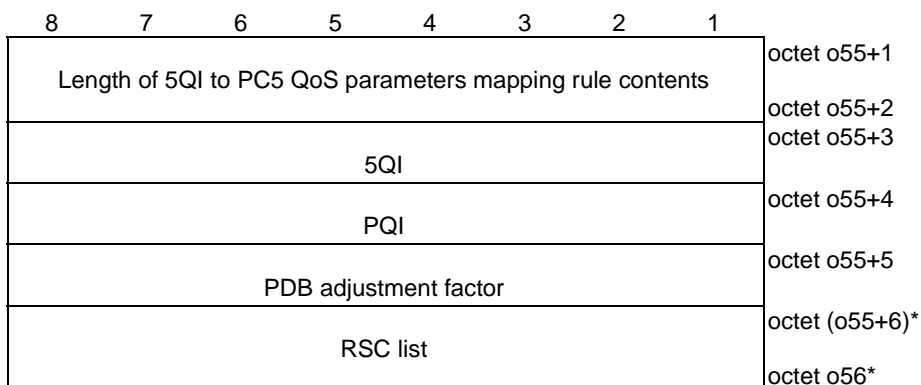 8 7 6 5 4 3 2 1
Length of 5QI to PC5 QoS parameters mapping rule contents
octet o55+1
octet o55+2
5QI
octet o55+3
PQI
octet o55+4
PDB adjustment factor
octet o55+5
RSC list
octet (o55+6)*
octet o56*